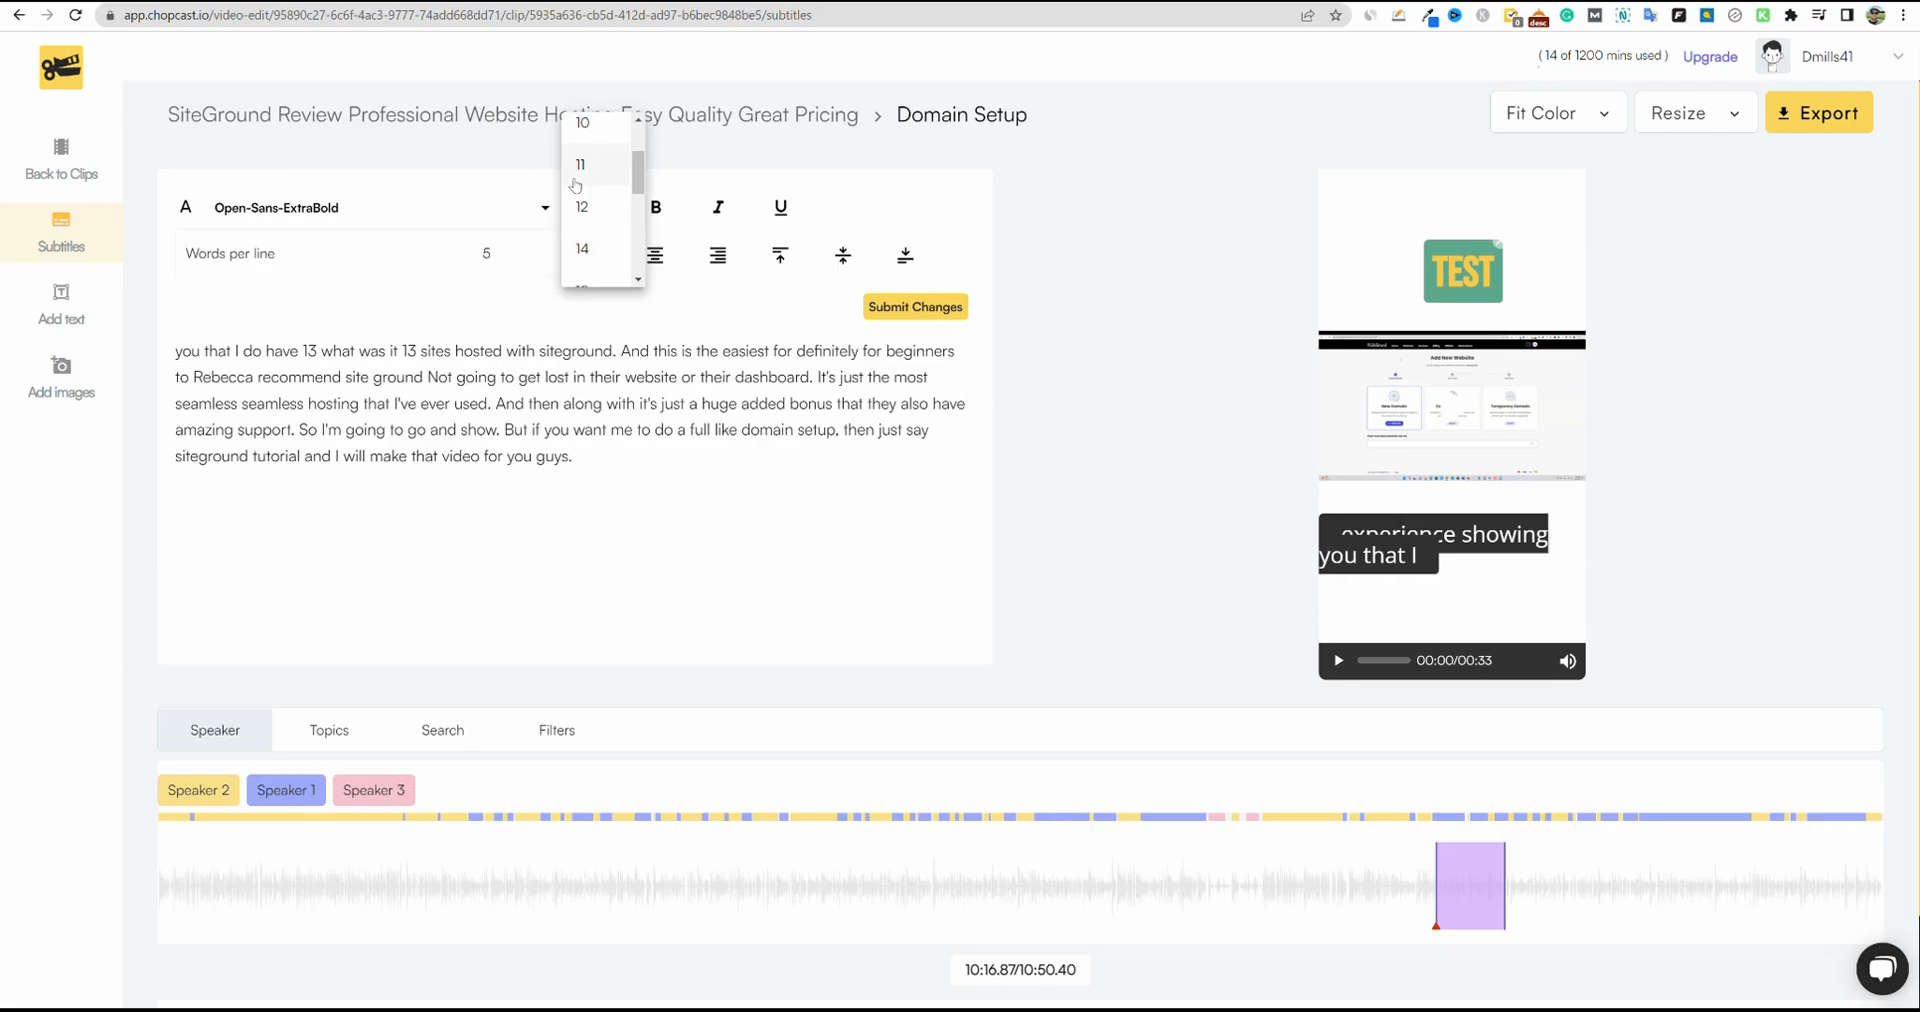 app.chopcast.io/video-edit/95890c27-6c6f-4ac3-9777-74add668dd71/clip/5935a636-cb5d-412d-ad97-b6bec9848be5/subtitles
( 14 of 1200 mins used ) Upgrade Dmills41
SiteGround Review Professional Website Hosting Easy Quality Great Pricing > Domain Setup
Fit Color Resize Export
Back to Clips
Subtitles
Add text
Add images
A Open-Sans-ExtraBold
B I U
Words per line 5
10
11
12
14
Submit Changes
you that I do have 13 what was it 13 sites hosted with siteground. And this is the easiest for definitely for beginners
to Rebecca recommend site ground Not going to get lost in their website or their dashboard. It's just the most
seamless seamless hosting that I've ever used. And then along with it's just a huge added bonus that they also have
amazing support. So I'm going to go and show. But if you want me to do a full like domain setup, then just say
siteground tutorial and I will make that video for you guys.
TEST
Add New Website
experience showing
you that I
00:00/00:33
Speaker Topics Search Filters
Speaker 2 Speaker 1 Speaker 3
10:16.87/10:50.40